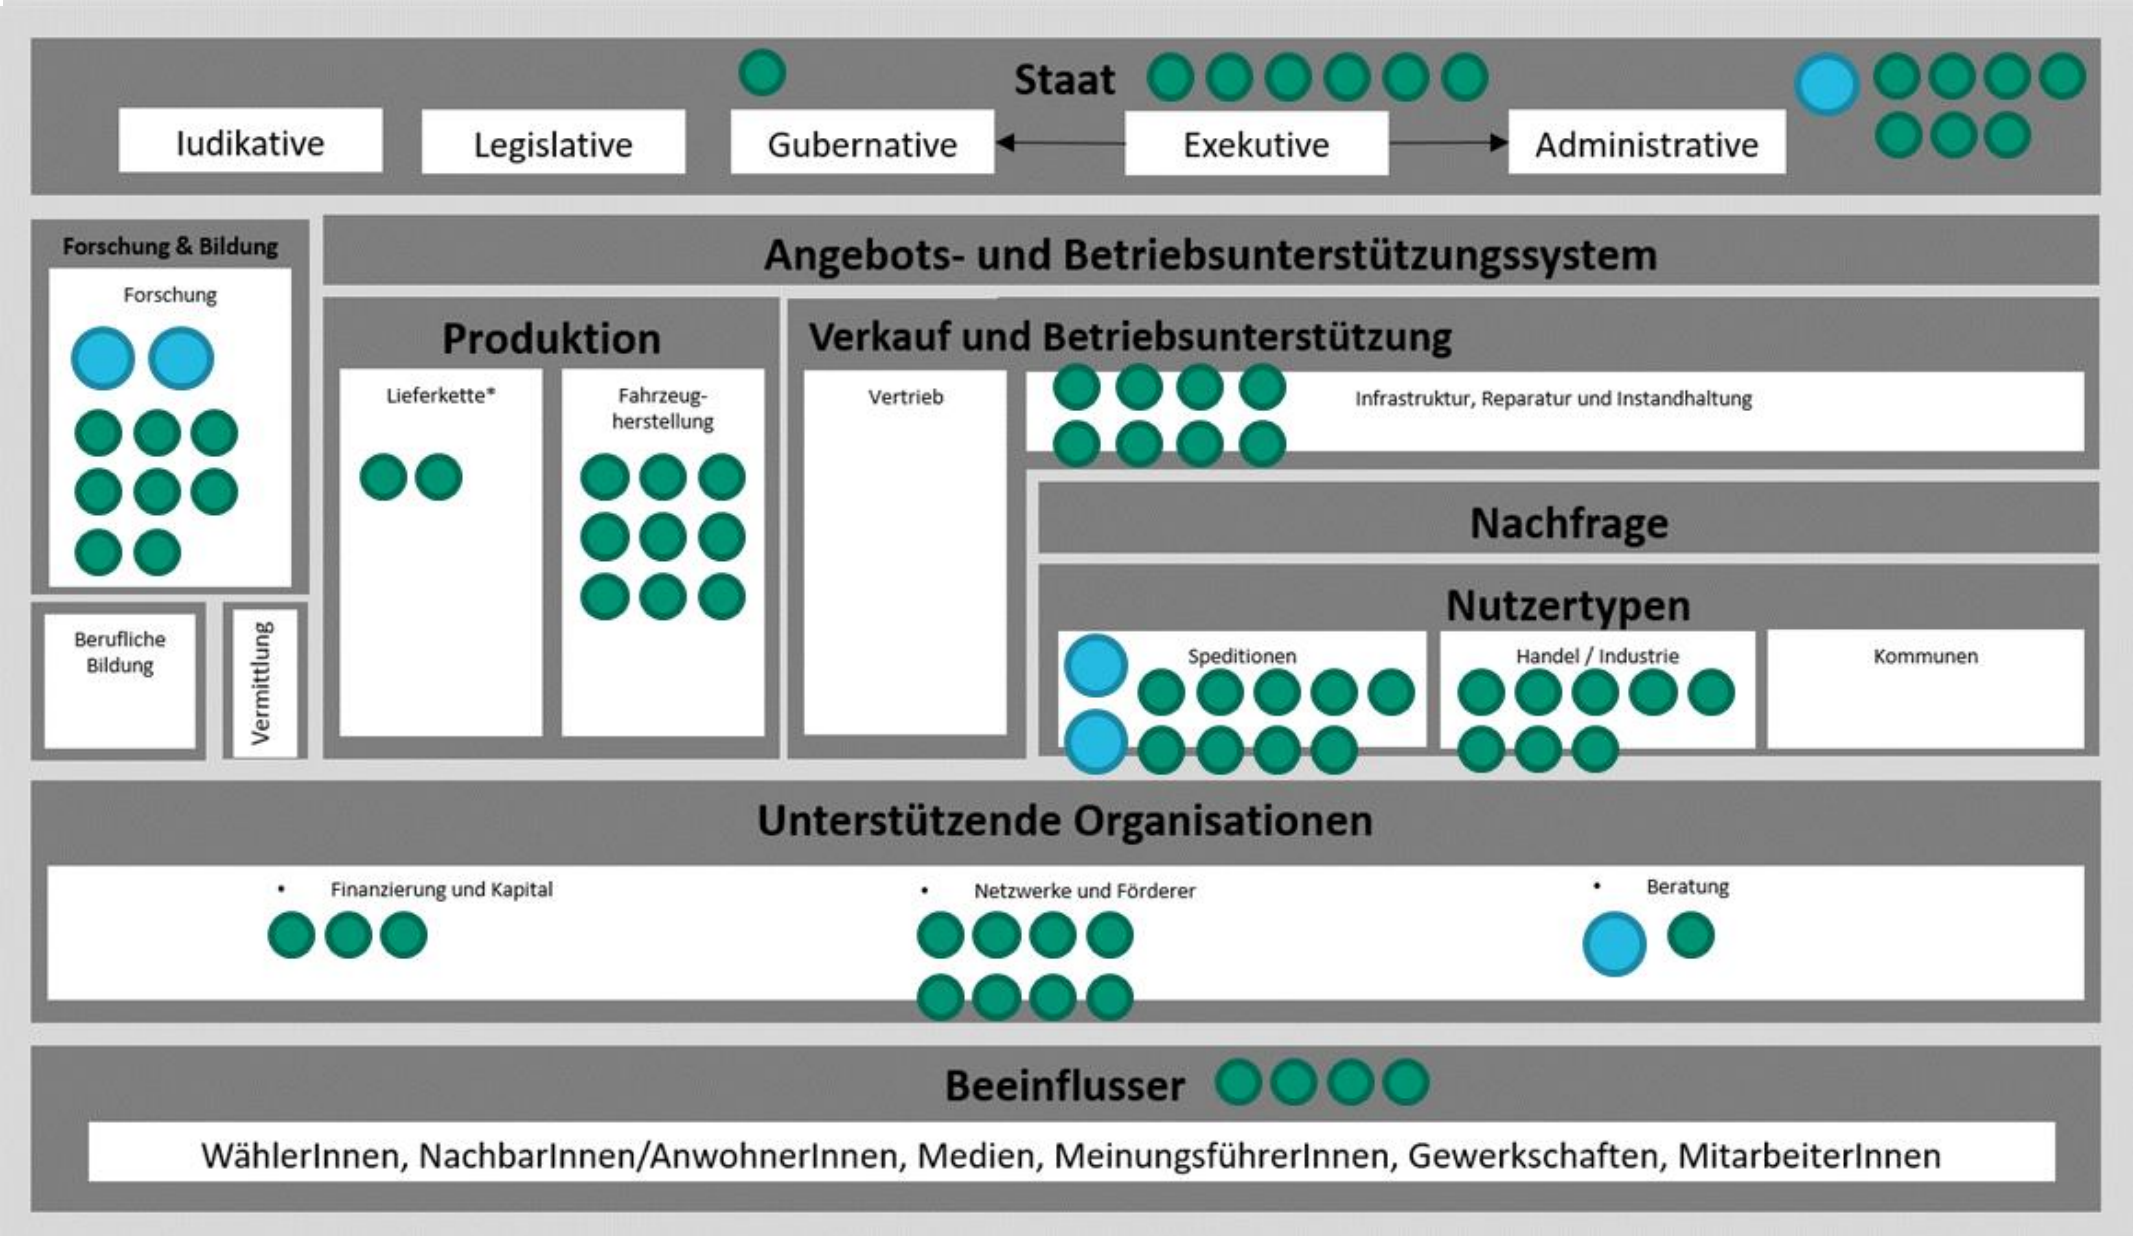 Staat
Iudikative
Legislative
Gubernative
Exekutive
Administrative
Forschung & Bildung
Forschung
Berufliche
Bildung
Vermittlung
Angebots- und Betriebsunterstützungssystem
Produktion
Lieferkette*
Fahrzeug-
herstellung
Verkauf und Betriebsunterstützung
Vertrieb
Infrastruktur, Reparatur und Instandhaltung
Nachfrage
Nutzertypen
Speditionen
Handel / Industrie
Kommunen
Unterstützende Organisationen
• Finanzierung und Kapital
• Netzwerke und Förderer
• Beratung
Beeinflusser
WählerInnen, NachbarInnen/AnwohnerInnen, Medien, MeinungsführerInnen, Gewerkschaften, MitarbeiterInnen